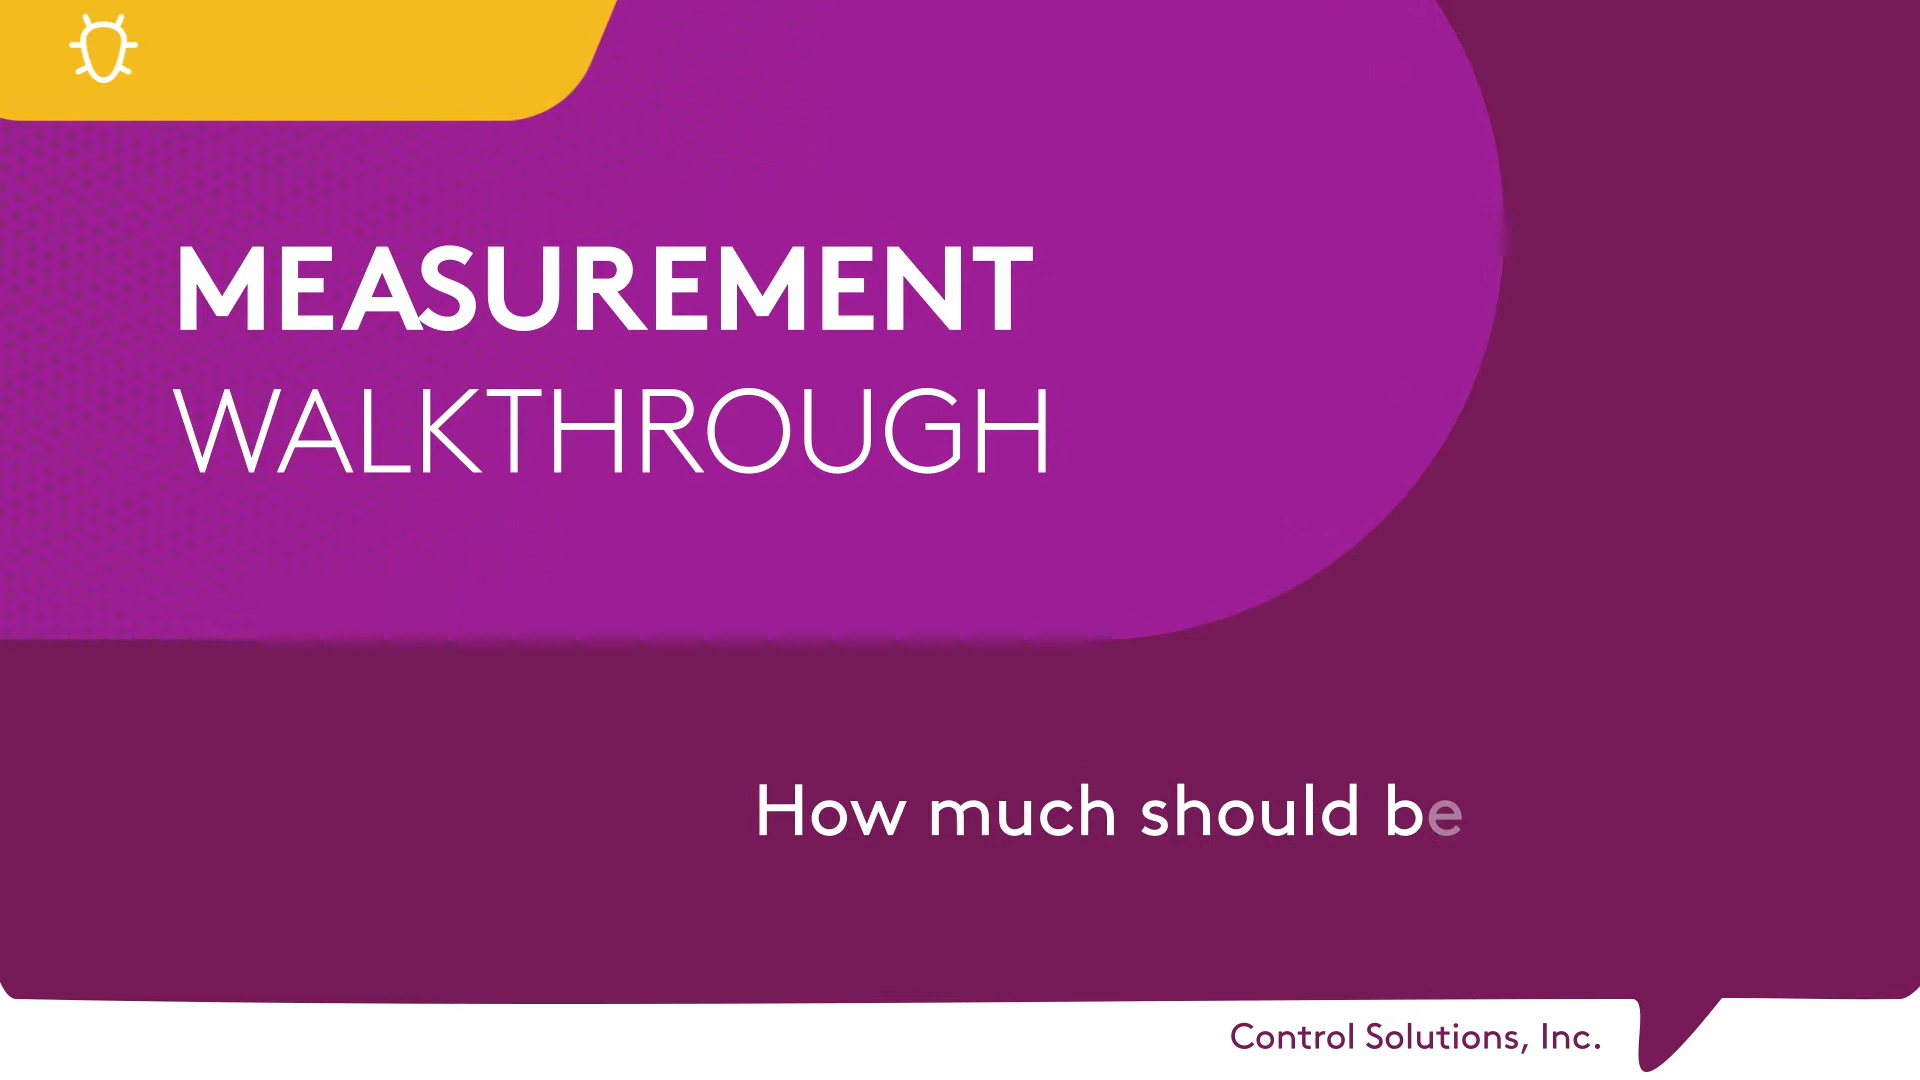 MEASUREMENT
WALKTHROUGH
How much should be
Control Solutions, Inc.